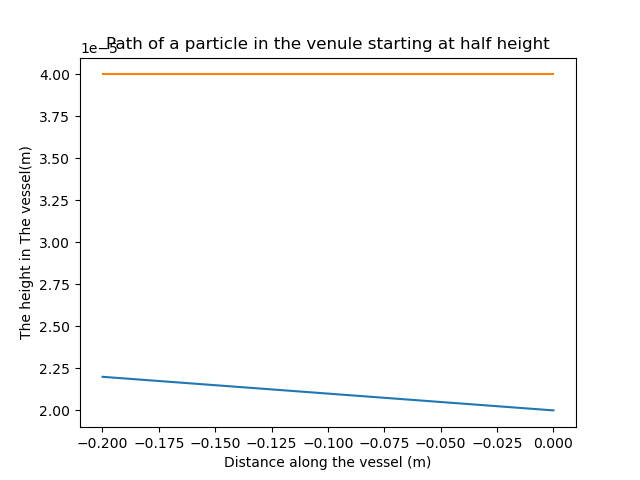 Path of a particle in the venule starting at half height
1e−5
4.00
3.75
3.50
3.25
3.00
2.75
2.50
2.25
2.00
The height in The vessel(m)
−0.200 −0.175 −0.150 −0.125 −0.100 −0.075 −0.050 −0.025 0.000
Distance along the vessel (m)